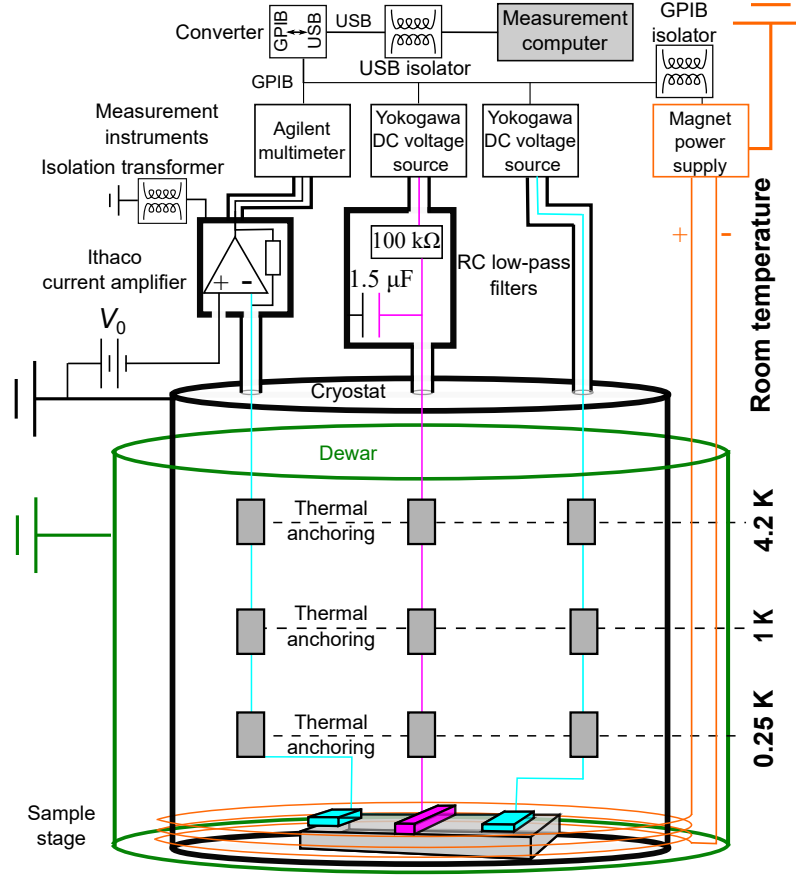 GPIB
isolator
Converter
GPIB
USB
USB
Measurement
computer
USB isolator
GPIB
Measurement
instruments
Agilent
multimeter
Yokogawa
DC voltage
source
Yokogawa
DC voltage
source
Magnet
power
supply
Isolation transformer
Room temperature
+
-
100 kΩ
Ithaco
current amplifier
+
-
RC low-pass
filters
1.5 μF
V0
Cryostat
Dewar
Thermal
anchoring
4.2 K
Thermal
anchoring
1 K
Thermal
anchoring
0.25 K
Sample
stage